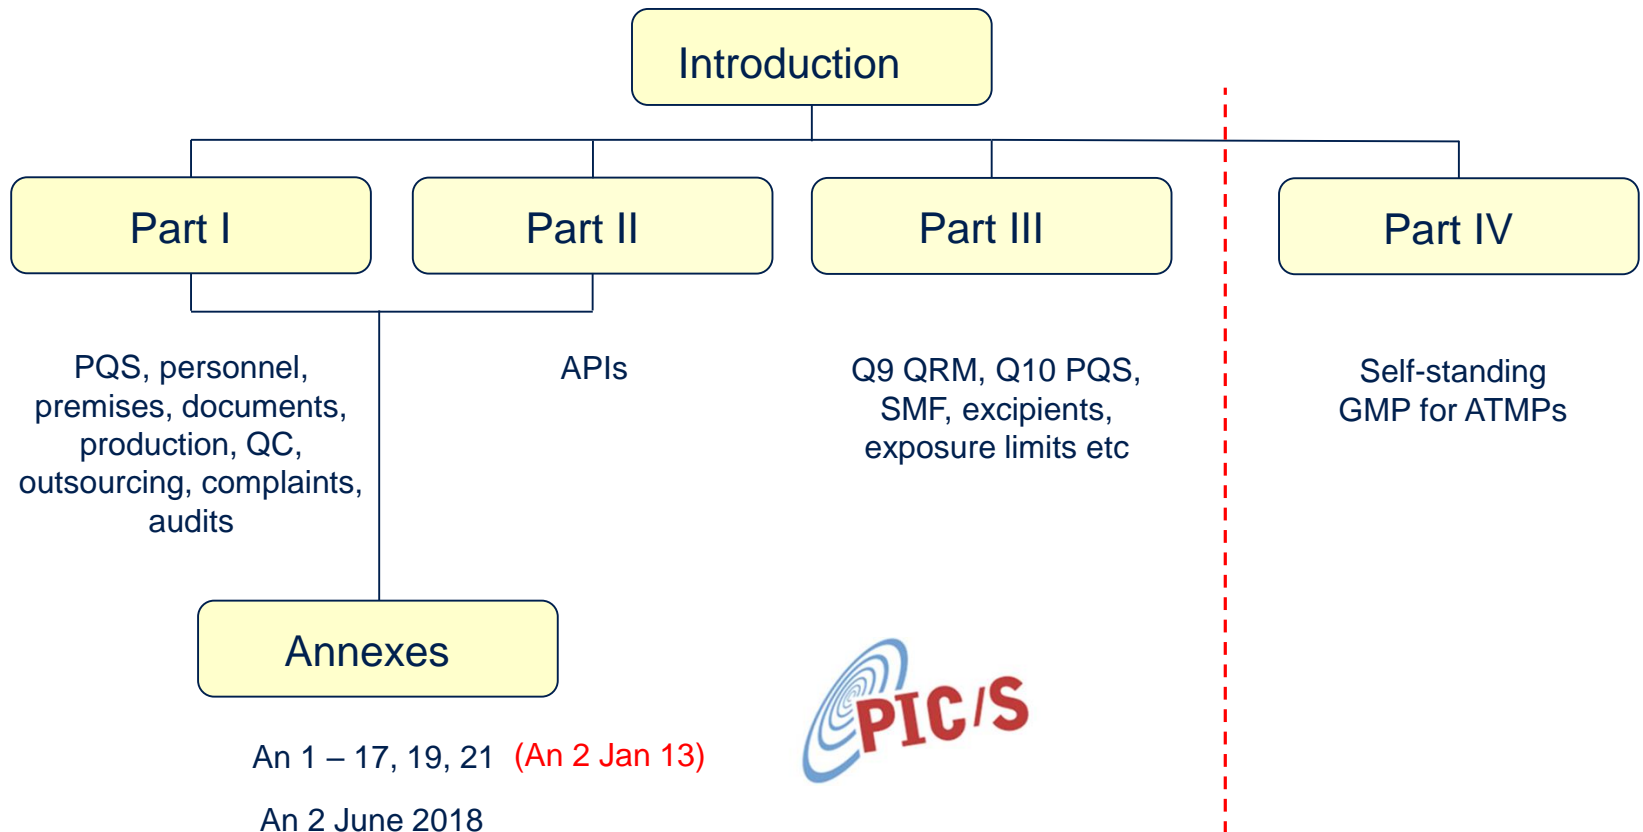 Introduction
Part I
Part II
Part III
Part IV
PQS, personnel,
premises, documents,
production, QC,
outsourcing, complaints,
audits
APIs
Q9 QRM, Q10 PQS,
SMF, excipients,
exposure limits etc
Self-standing
GMP for ATMPs
Annexes
PIC/S
An 1 – 17, 19, 21 (An 2 Jan 13)
An 2 June 2018